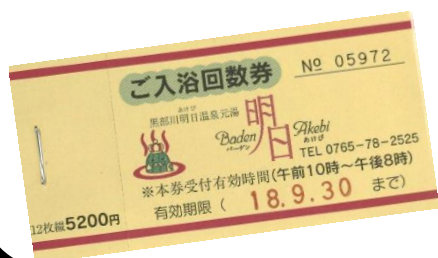 ご入浴回数券
No 05972
あけび
黒部川明日温泉元湯
Baden
バーデン
明日
Akebi
あけび
TEL 0765-78-2525
※本券受付有効時間(午前10時～午後8時)
有効期限( 18.9.30 まで)
12枚綴5200円